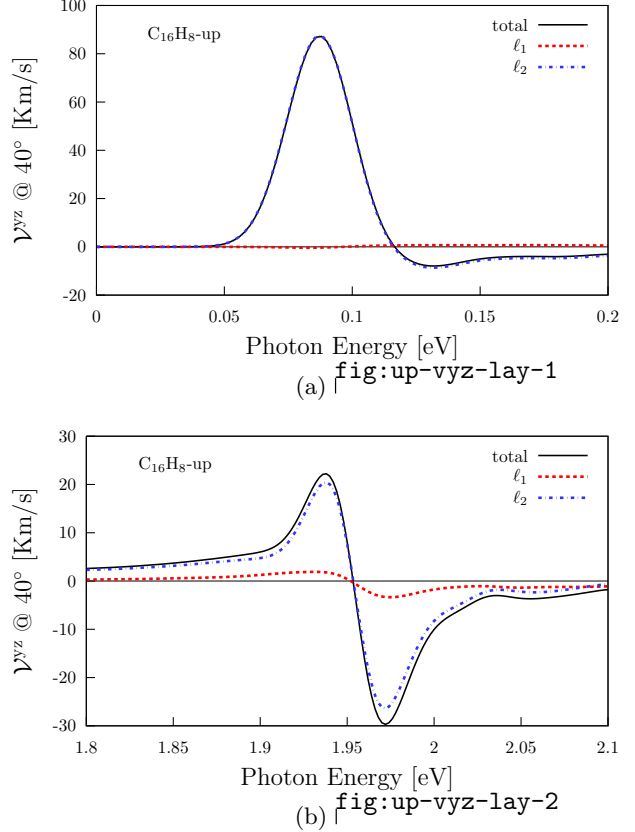 C₁₆H₈-up
total
ℓ₁
ℓ₂
100
80
60
40
20
0
-20
𝒱ʸᶻ @ 40° [Km/s]
0
0.05
0.1
0.15
0.2
Photon Energy [eV]
(a) fig:up-vyz-lay-1
C₁₆H₈-up
total
ℓ₁
ℓ₂
30
20
10
0
-10
-20
-30
𝒱ʸᶻ @ 40° [Km/s]
1.8
1.85
1.9
1.95
2
2.05
2.1
Photon Energy [eV]
(b) fig:up-vyz-lay-2